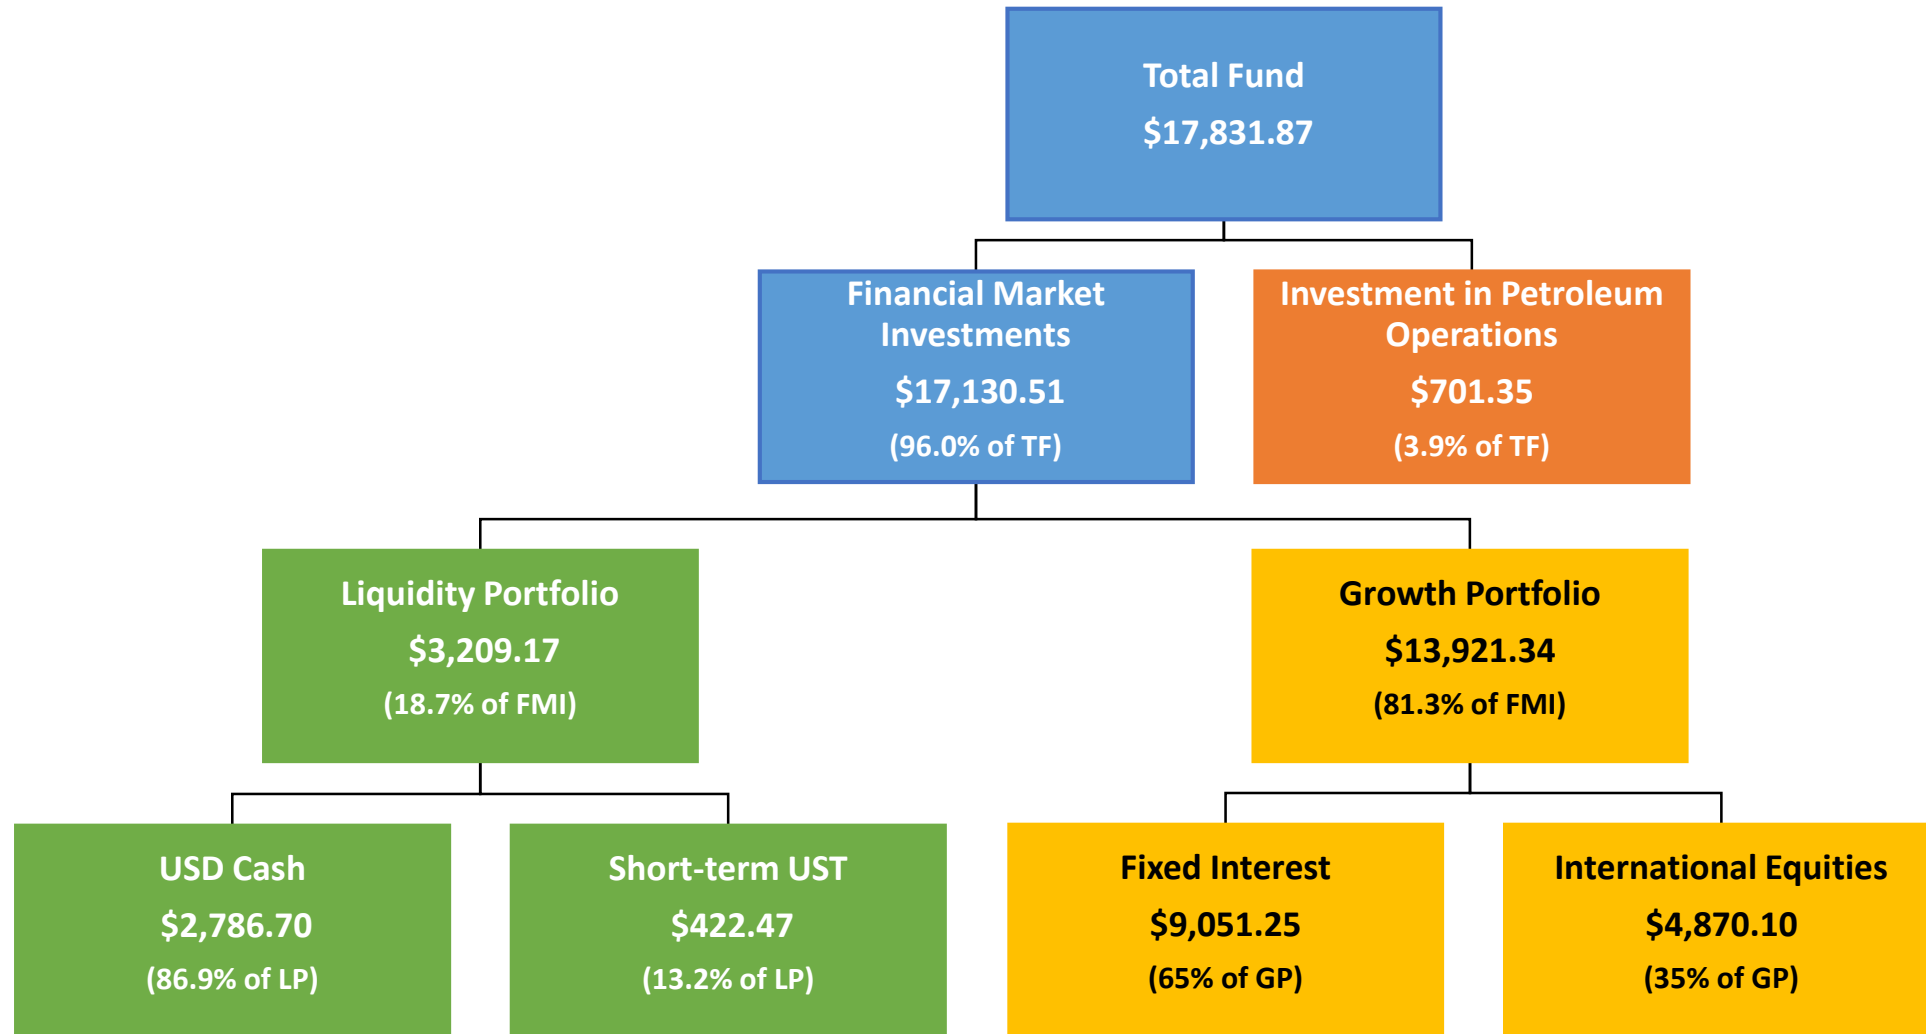 Total Fund
$17,831.87
Financial Market
Investments
$17,130.51
(96.0% of TF)
Investment in Petroleum
Operations
$701.35
(3.9% of TF)
Liquidity Portfolio
$3,209.17
(18.7% of FMI)
Growth Portfolio
$13,921.34
(81.3% of FMI)
USD Cash
$2,786.70
(86.9% of LP)
Short-term UST
$422.47
(13.2% of LP)
Fixed Interest
$9,051.25
(65% of GP)
International Equities
$4,870.10
(35% of GP)